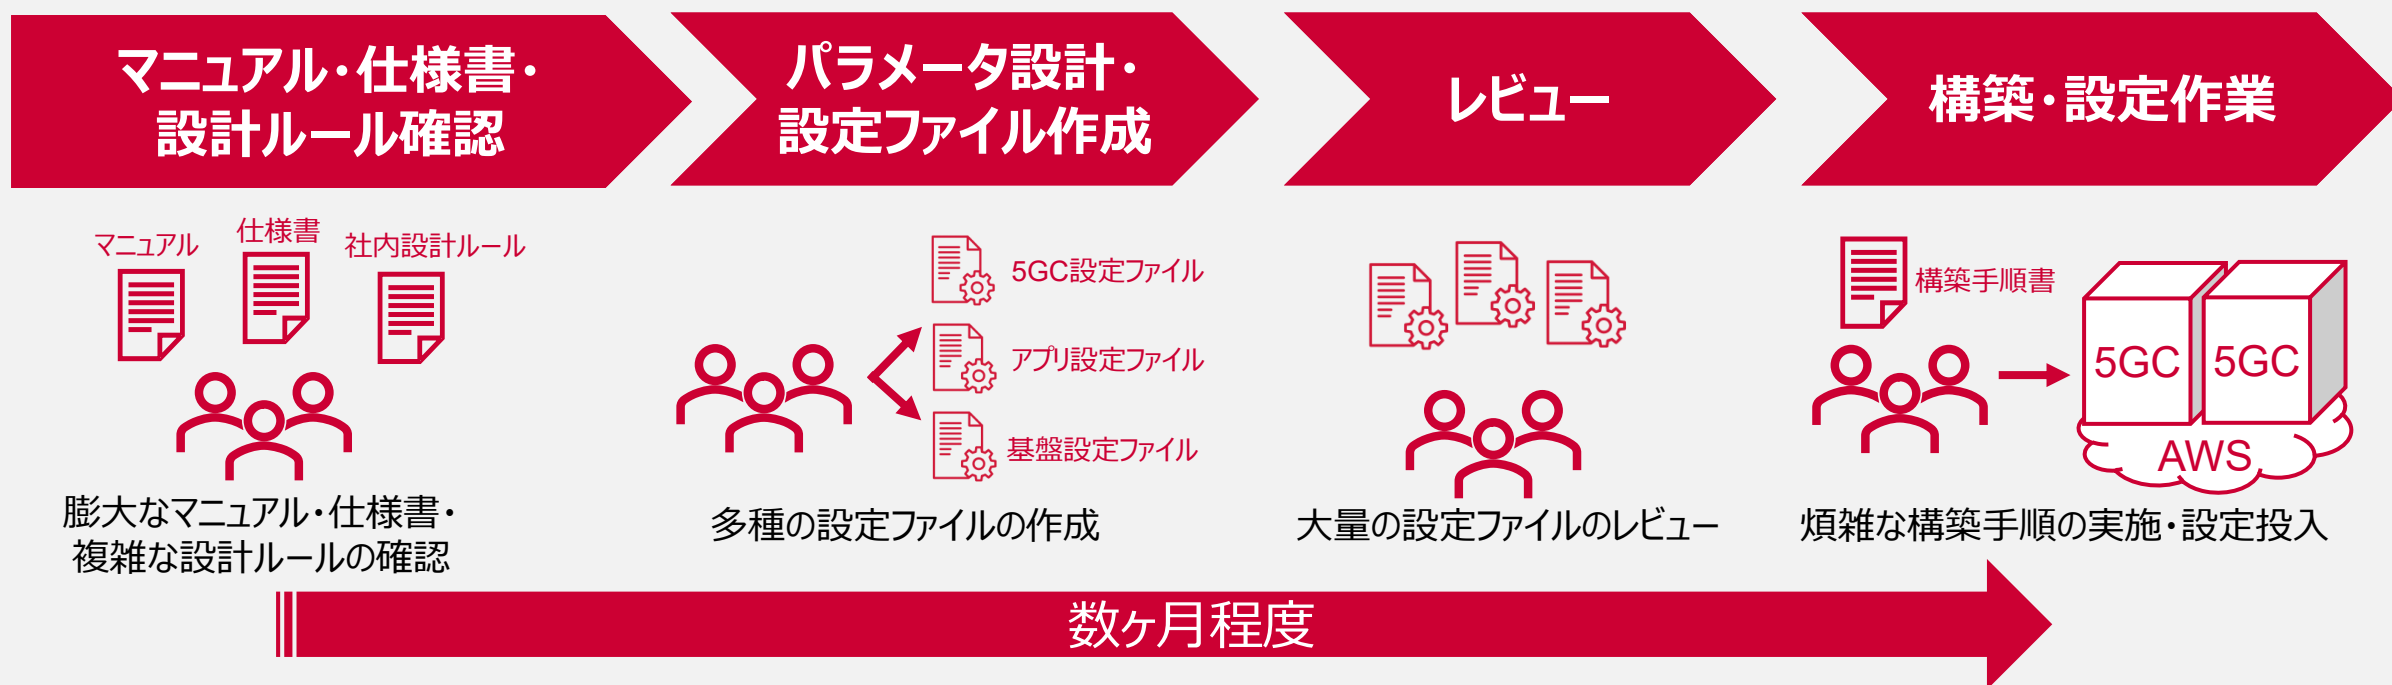 マニュアル・仕様書・
設計ルール確認
パラメータ設計・
設定ファイル作成
レビュー
構築・設定作業
マニュアル
仕様書
社内設計ルール
膨大なマニュアル・仕様書・
複雑な設計ルールの確認
5GC設定ファイル
アプリ設定ファイル
基盤設定ファイル
多種の設定ファイルの作成
大量の設定ファイルのレビュー
構築手順書
5GC
5GC
AWS
煩雑な構築手順の実施・設定投入
数ヶ月程度